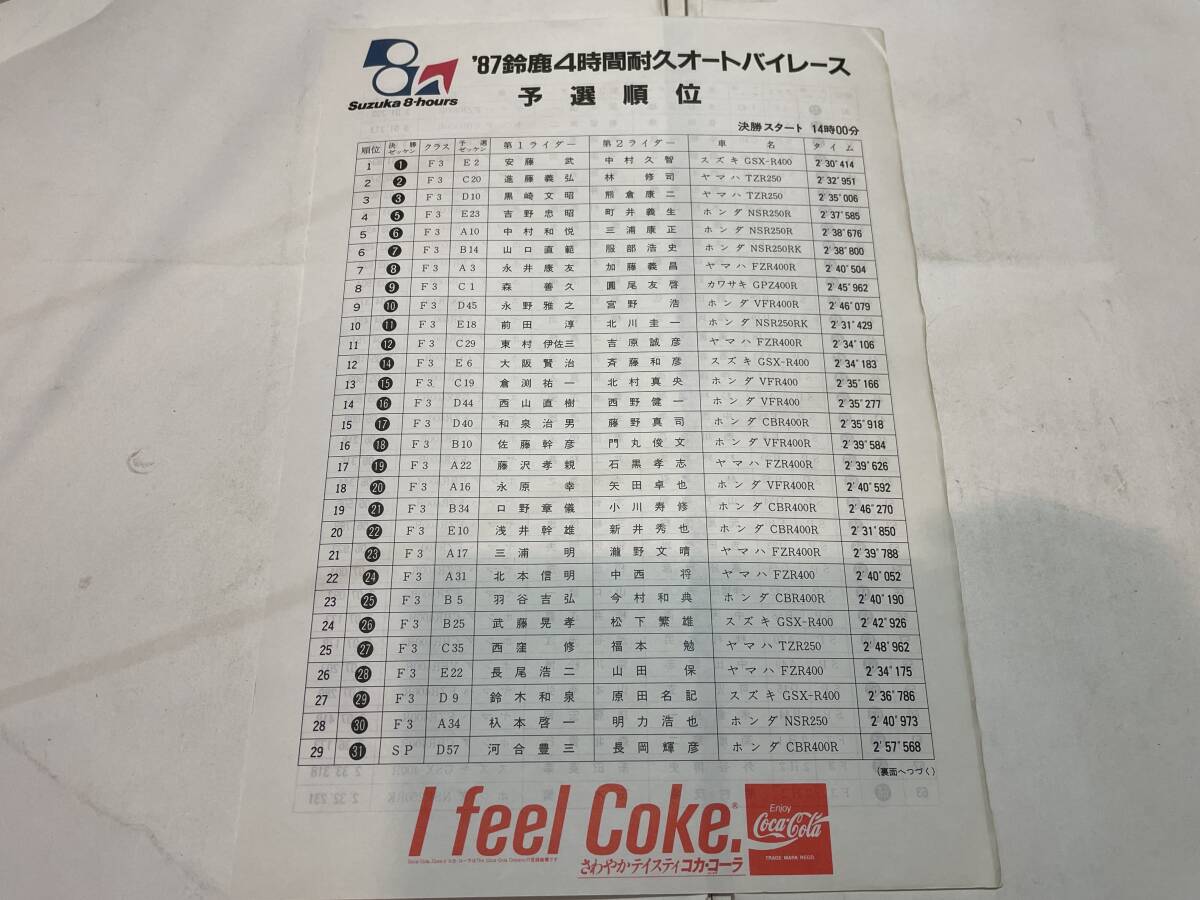 Suzuka 8-hours
'87鈴鹿4時間耐久オートバイレース
予選順位
決勝スタート 14時00分
順位 決勝ゼッケン クラス 予選ゼッケン 第1ライダー 第2ライダー 車名 タイム
1 1 F3 E2 安藤 武 中村久智 スズキ GSX-R400 2'30"414
2 2 F3 C20 進藤義弘 林 修司 ヤマハ TZR250 2'32"951
3 3 F3 D10 黒崎文昭 熊倉康二 ヤマハ TZR250 2'35"006
4 5 F3 E23 吉野忠昭 町井義生 ホンダ NSR250R 2'37"585
5 6 F3 A10 中村和悦 三浦康正 ホンダ NSR250R 2'38"676
6 7 F3 B14 山口直範 服部浩史 ホンダ NSR250RK 2'38"800
7 8 F3 A3 永井康友 加藤義昌 ヤマハ FZR400R 2'40"504
8 9 F3 C1 森 善久 圓尾友啓 カワサキ GPZ400R 2'45"962
9 10 F3 D45 永野雅之 宮野 浩 ホンダ VFR400R 2'46"079
10 11 F3 E18 前田 淳 北川圭一 ホンダ NSR250RK 2'31"429
11 12 F3 C29 東村伊佐三 吉原誠彦 ヤマハ FZR400R 2'34"106
12 14 F3 E6 大阪賢治 斉藤和彦 スズキ GSX-R400 2'34"183
13 15 F3 C19 倉渕祐一 北村真央 ホンダ VFR400 2'35"166
14 16 F3 D44 西山直樹 西野健一 ホンダ VFR400 2'35"277
15 17 F3 D40 和泉治男 藤野真司 ホンダ CBR400R 2'35"918
16 18 F3 B10 佐藤幹彦 門丸俊文 ホンダ VFR400R 2'39"584
17 19 F3 A22 藤沢孝親 石黒孝志 ヤマハ FZR400R 2'39"626
18 20 F3 A16 永原 幸 矢田卓也 ホンダ VFR400R 2'40"592
19 21 F3 B34 口野章儀 小川寿修 ホンダ CBR400R 2'46"270
20 22 F3 E10 浅井幹雄 新井秀也 ホンダ CBR400R 2'31"850
21 23 F3 A17 三浦 明 瀧野文晴 ヤマハ FZR400R 2'39"788
22 24 F3 A31 北本信明 中西 将 ヤマハ FZR400 2'40"052
23 25 F3 B5 羽谷吉弘 今村和典 ホンダ CBR400R 2'40"190
24 26 F3 B25 武藤晃孝 松下繁雄 スズキ GSX-R400 2'42"926
25 27 F3 C35 西窪 修 福本 勉 ヤマハ TZR250 2'48"962
26 28 F3 E22 長尾浩二 山田 保 ヤマハ FZR400 2'34"175
27 29 F3 D9 鈴木和泉 原田名記 スズキ GSX-R400 2'36"786
28 30 F3 A34 杁本啓一 明力浩也 ホンダ NSR250 2'40"973
29 31 SP D57 河合豊三 長岡輝彦 ホンダ CBR400R 2'57"568
(裏面へつづく)
I feel Coke.®
さわやか・テイスティ コカ・コーラ
Enjoy
Coca-Cola
TRADE MARK REGD.